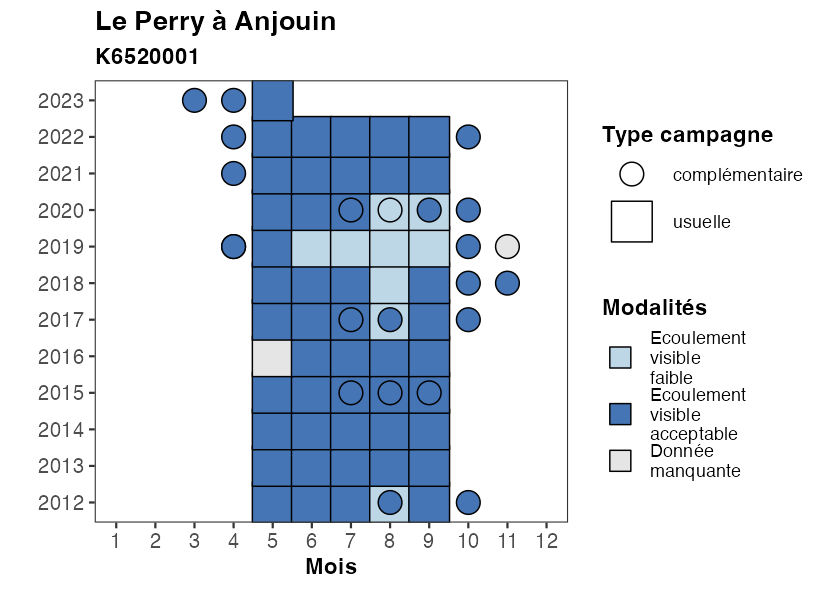 Le Perry à Anjouin
K6520001
2023
2022
2021
2020
2019
2018
2017
2016
2015
2014
2013
2012
1 2 3 4 5 6 7 8 9 10 11 12
Mois
Type campagne
complémentaire
usuelle
Modalités
Ecoulement
visible
faible
Ecoulement
visible
acceptable
Donnée
manquante